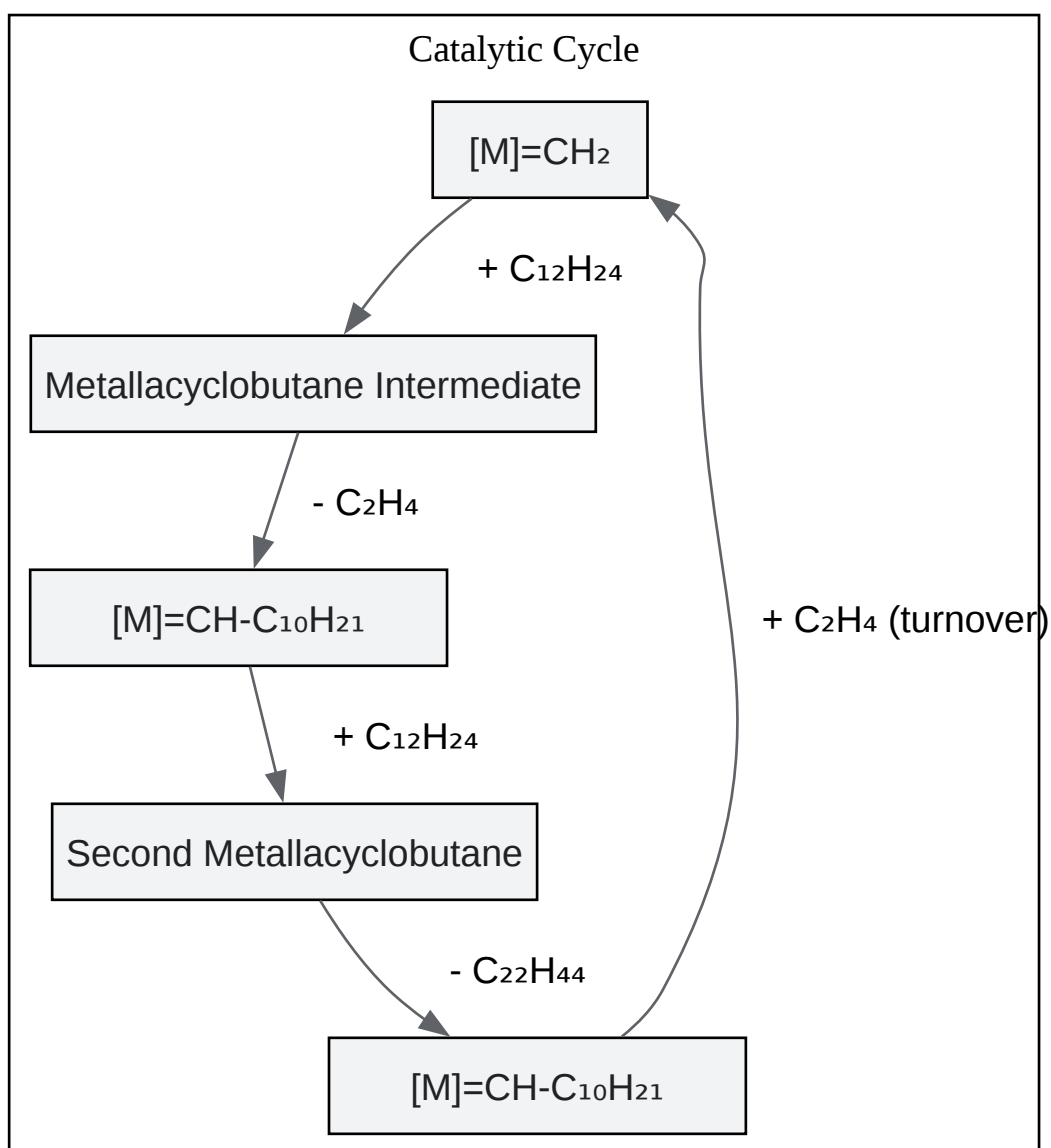 Catalytic Cycle
[M]=CH₂
+ C₁₂H₂₄
Metallacyclobutane Intermediate
- C₂H₄
[M]=CH-C₁₀H₂₁
+ C₂H₄ (turnover)
+ C₁₂H₂₄
Second Metallacyclobutane
- C₂₂H₄₄
[M]=CH-C₁₀H₂₁